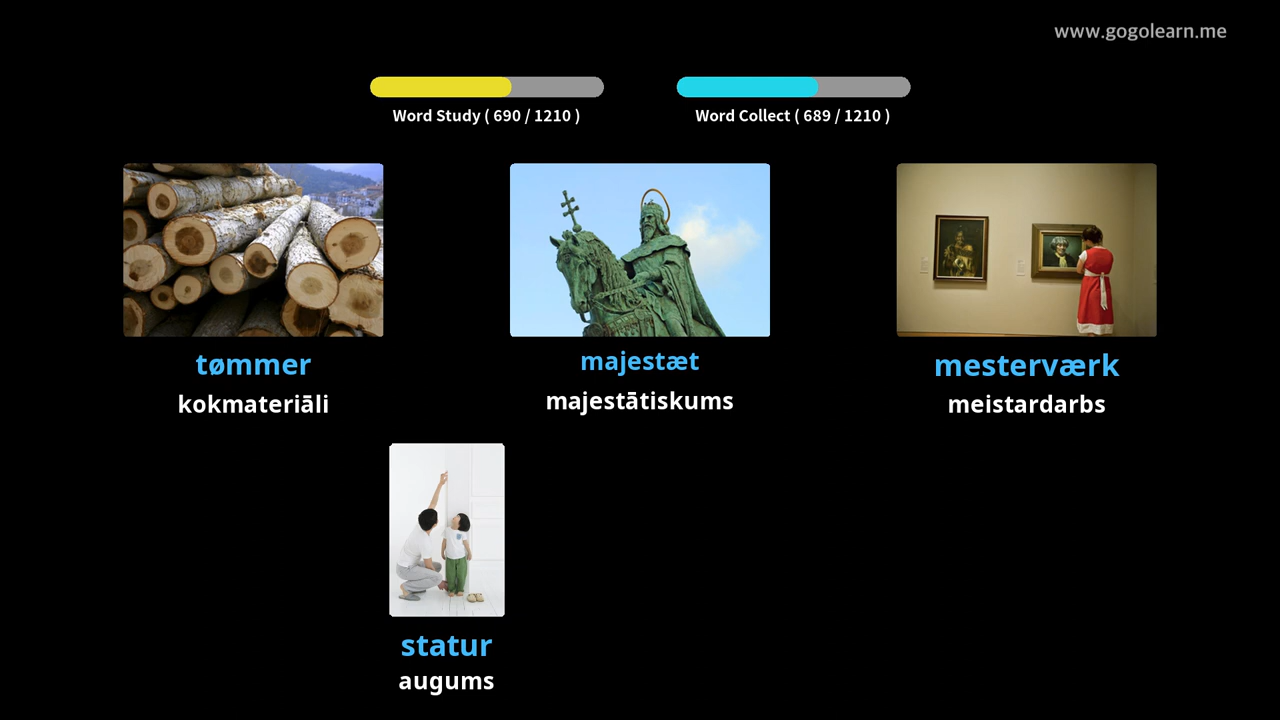 www.gogolearn.me
Word Study ( 690 / 1210 )
Word Collect ( 689 / 1210 )
tømmer
kokmateriāli
majestæt
majestātiskums
mesterværk
meistardarbs
statur
augums